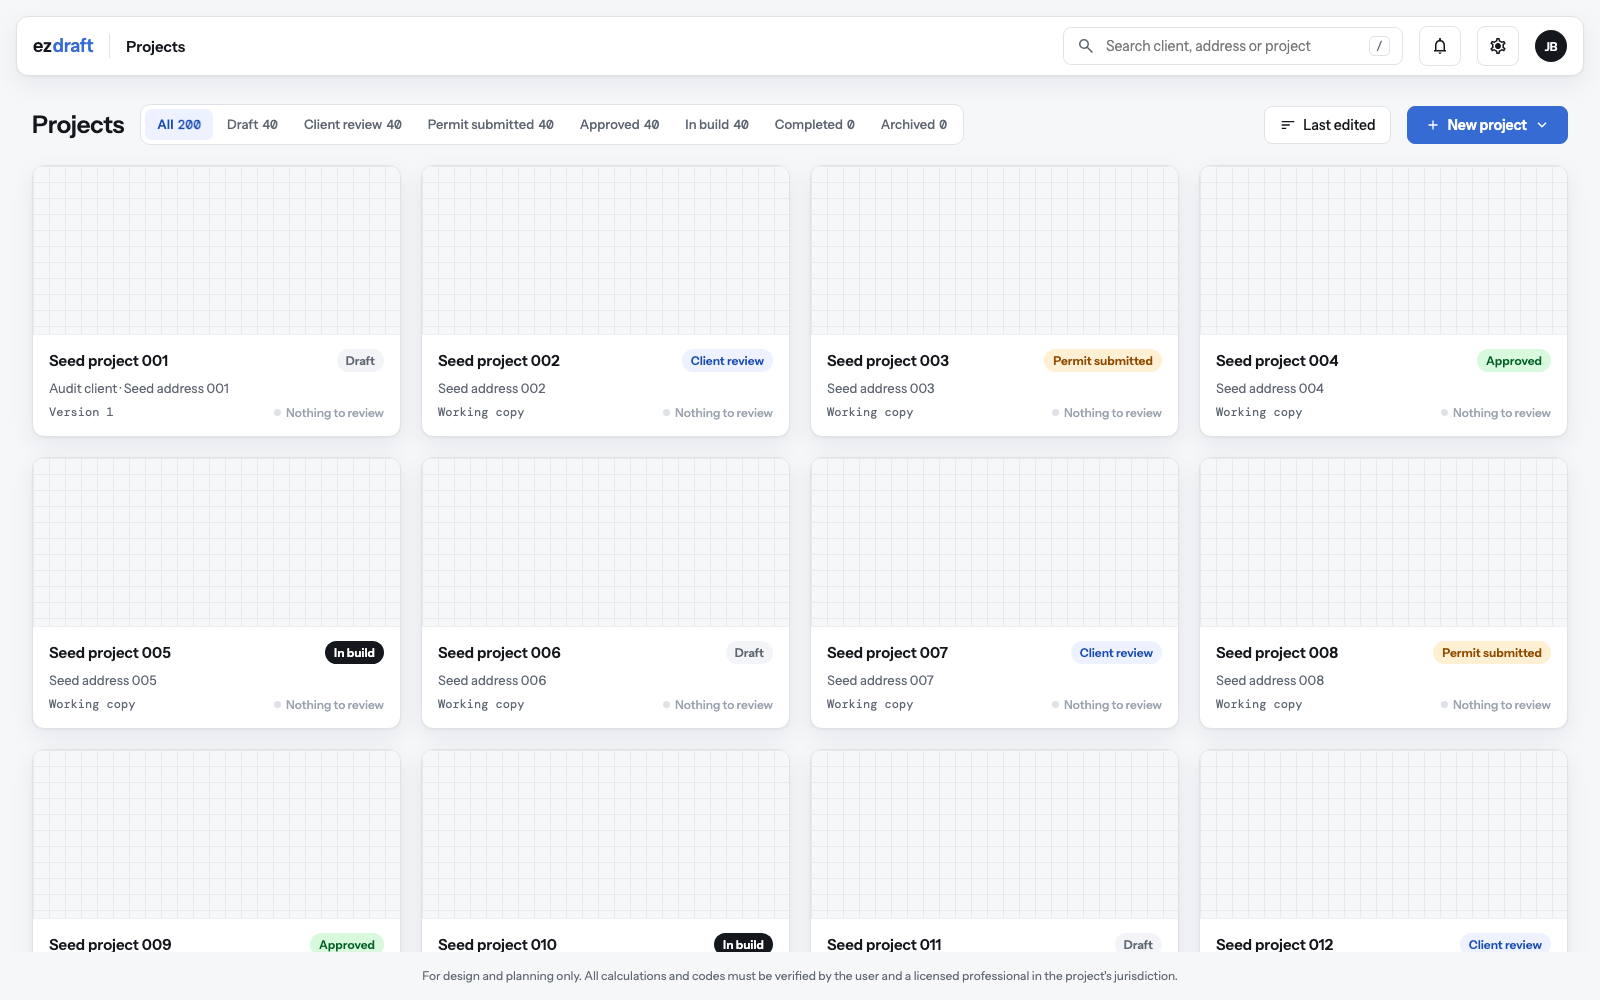 ezdraft Projects Search client, address or project / JB
Projects All 200 Draft 40 Client review 40 Permit submitted 40 Approved 40 In build 40 Completed 0 Archived 0 Last edited + New project
Seed project 001 Draft
Audit client · Seed address 001
Version 1 Nothing to review
Seed project 002 Client review
Seed address 002
Working copy Nothing to review
Seed project 003 Permit submitted
Seed address 003
Working copy Nothing to review
Seed project 004 Approved
Seed address 004
Working copy Nothing to review
Seed project 005 In build
Seed address 005
Working copy Nothing to review
Seed project 006 Draft
Seed address 006
Working copy Nothing to review
Seed project 007 Client review
Seed address 007
Working copy Nothing to review
Seed project 008 Permit submitted
Seed address 008
Working copy Nothing to review
Seed project 009 Approved
Seed project 010 In build
Seed project 011 Draft
Seed project 012 Client review
For design and planning only. All calculations and codes must be verified by the user and a licensed professional in the project's jurisdiction.